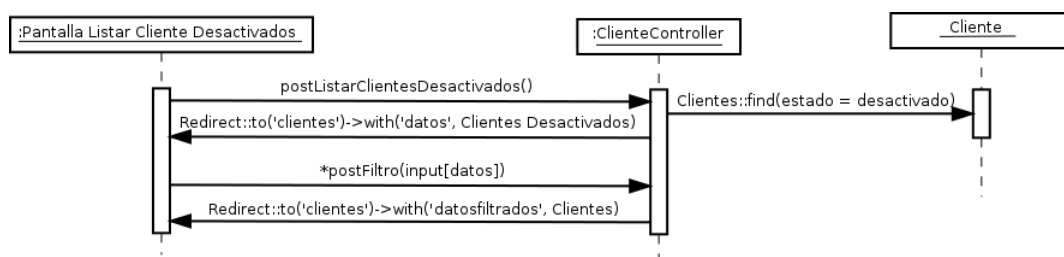 :Pantalla Listar Cliente Desactivados
:ClienteController
Cliente
postListarClientesDesactivados()
Clientes::find(estado = desactivado)
Redirect::to('clientes')->with('datos', Clientes Desactivados)
*postFiltro(input[datos])
Redirect::to('clientes')->with('datosfiltrados', Clientes)